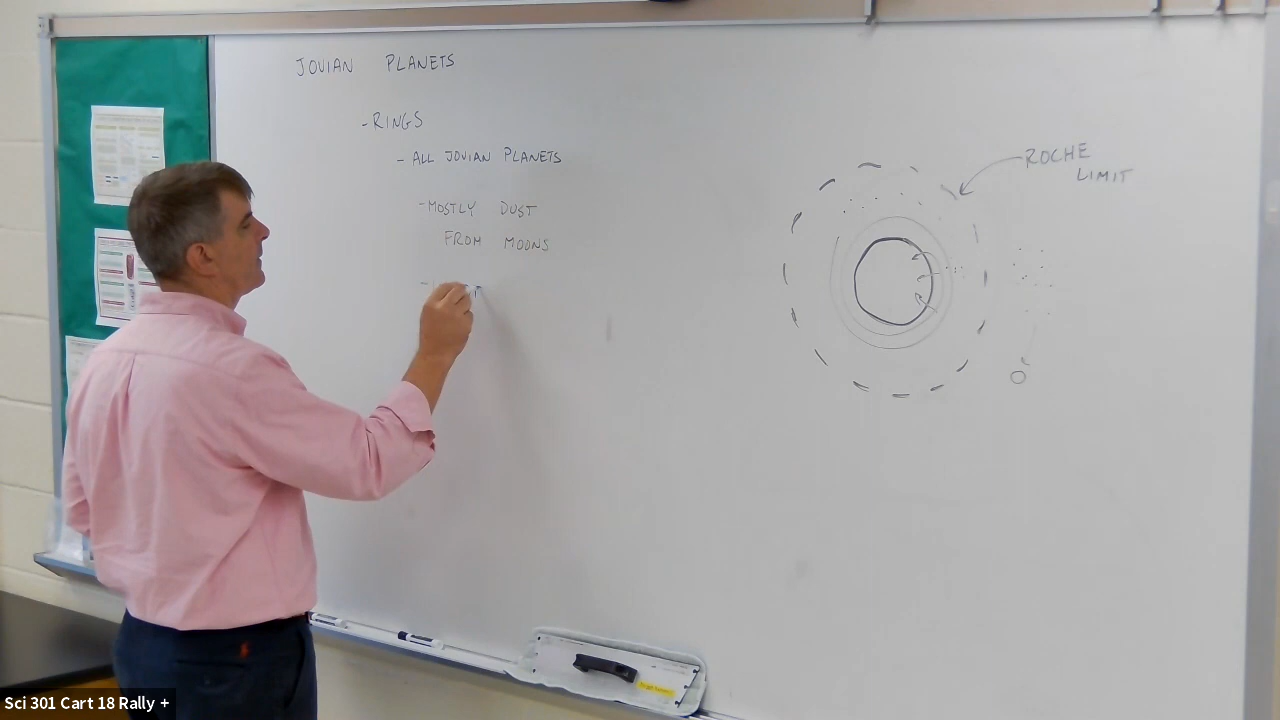 JOVIAN PLANETS
-RINGS
- ALL JOVIAN PLANETS
-MOSTLY DUST
FROM MOONS
ROCHE
LIMIT
Sci 301 Cart 18 Rally +